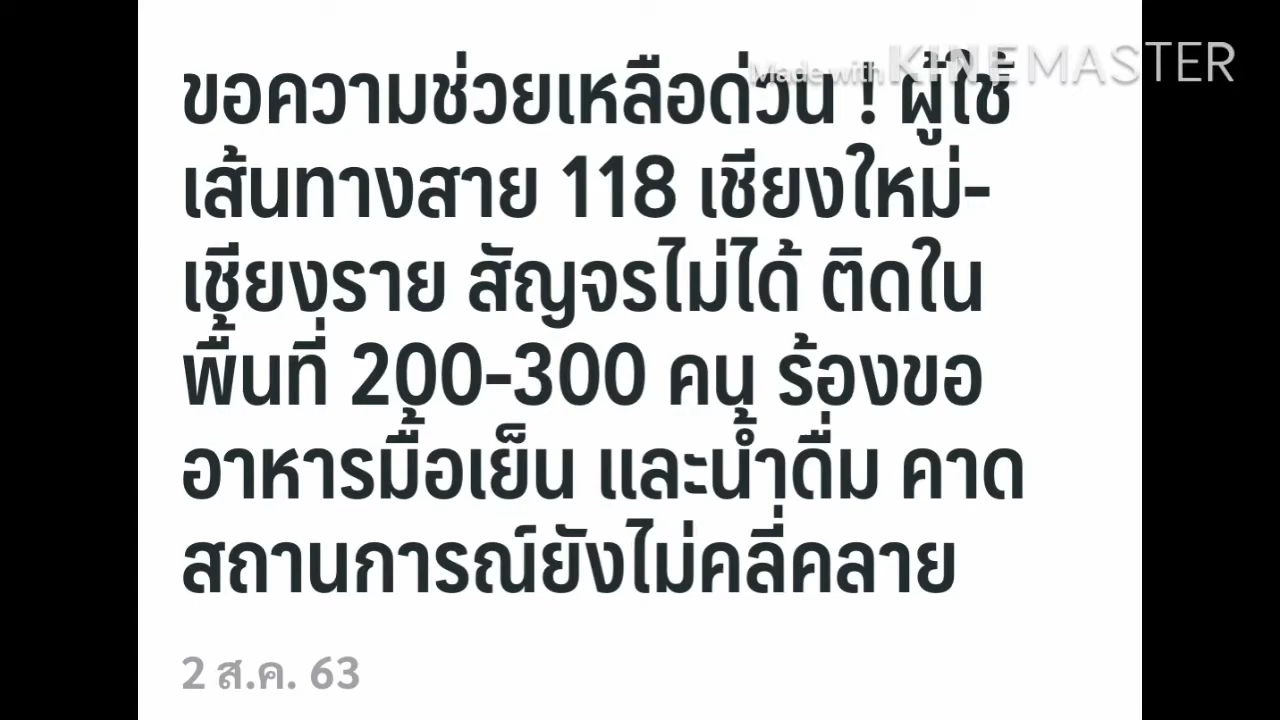 Made with KINEMASTER
ขอความช่วยเหลือด่วน ! ผู้ใช้
เส้นทางสาย 118 เชียงใหม่-
เชียงราย สัญจรไม่ได้ ติดใน
พื้นที่ 200-300 คน ร้องขอ
อาหารมื้อเย็น และน้ำดื่ม คาด
สถานการณ์ยังไม่คลี่คลาย
2 ส.ค. 63